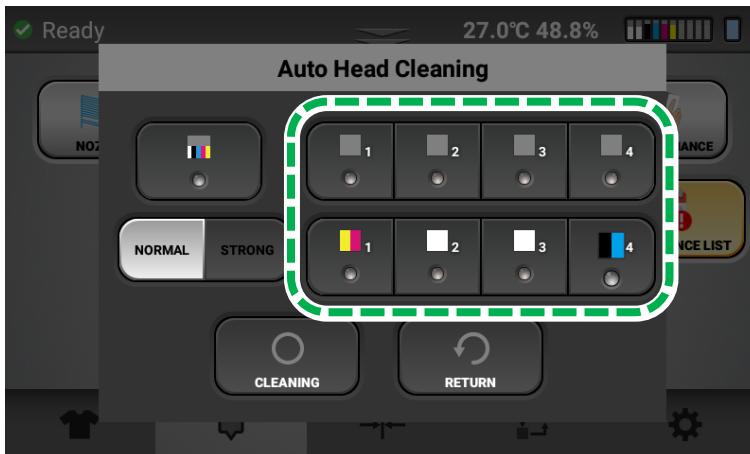 Ready 27.0°C 48.8%
Auto Head Cleaning
NOZ
1 2 3 4
ANCE
NORMAL STRONG
1 2 3 4
NCE LIST
CLEANING
RETURN